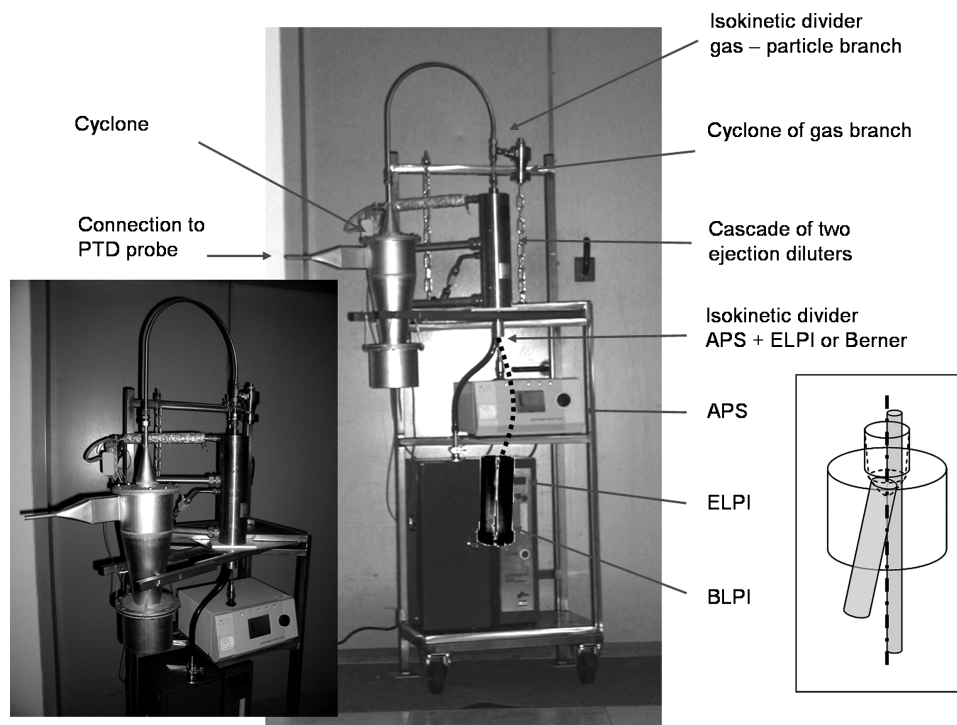 Isokinetic divider
gas – particle branch
Cyclone
Cyclone of gas branch
Connection to
PTD probe
Cascade of two
ejection diluters
Isokinetic divider
APS + ELPI or Berner
APS
ELPI
BLPI